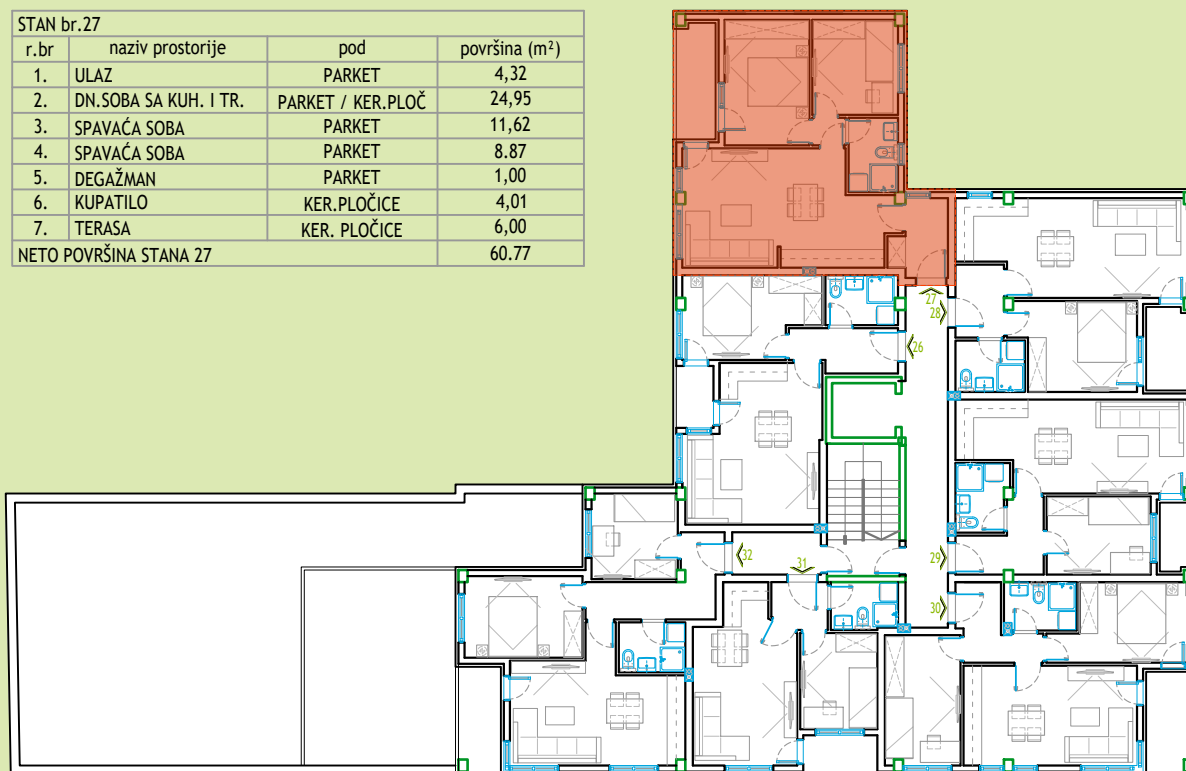 STAN br.27
r.br naziv prostorije pod površina (m²)
1. ULAZ PARKET 4,32
2. DN.SOBA SA KUH. I TR. PARKET / KER.PLOČ 24,95
3. SPAVAĆA SOBA PARKET 11,62
4. SPAVAĆA SOBA PARKET 8.87
5. DEGAŽMAN PARKET 1,00
6. KUPATILO KER.PLOČICE 4,01
7. TERASA KER. PLOČICE 6,00
NETO POVRŠINA STANA 27 60.77
27
28
26
32
31
29
30